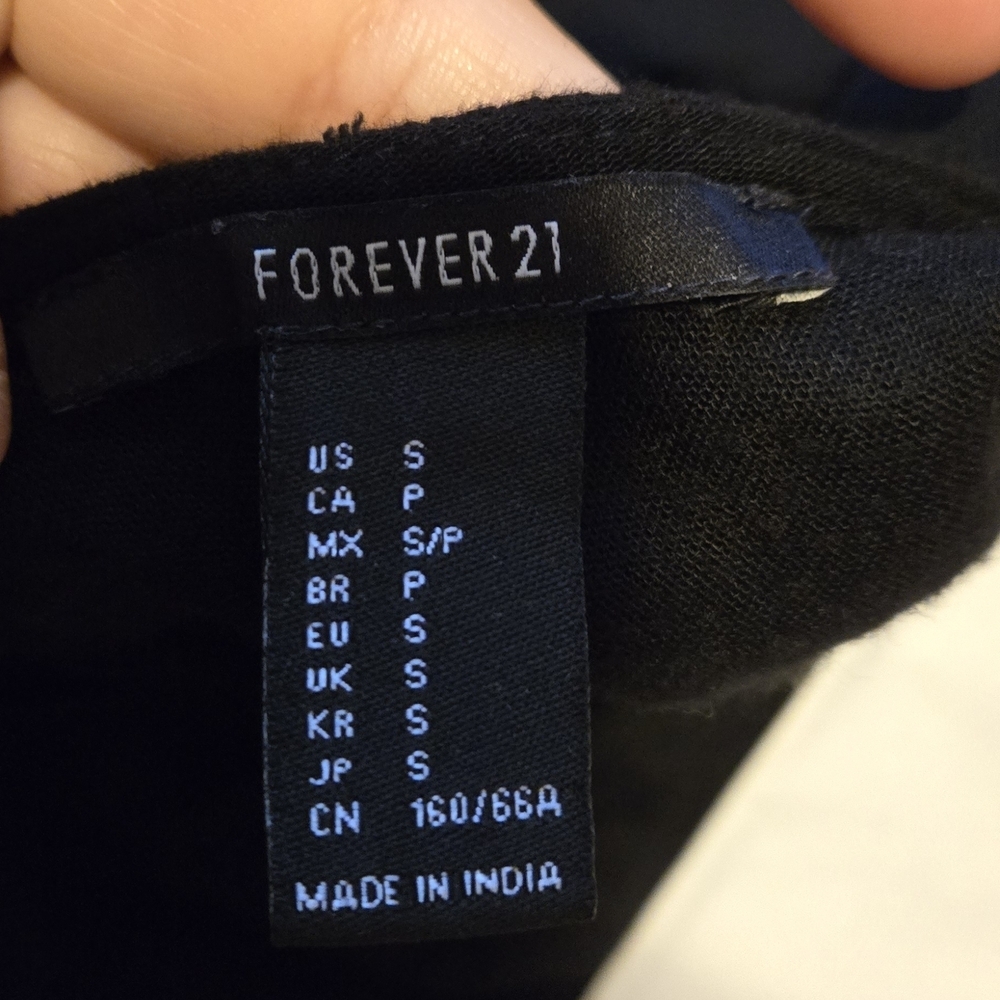 FOREVER 21
US S
CA P
MX S/P
BR P
EU S
UK S
KR S
JP S
CN 160/66A
MADE IN INDIA